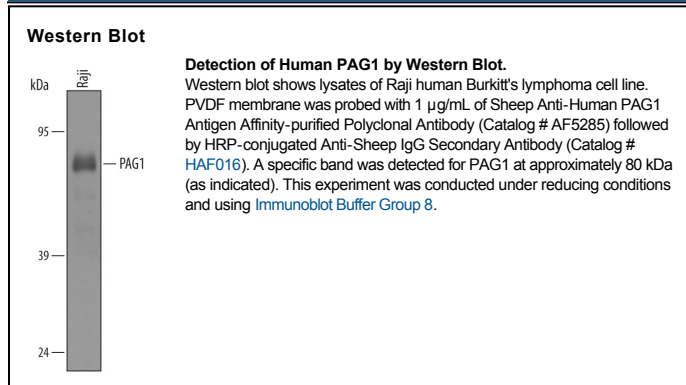 Western Blot
kDa
Raji
95
PAG1
39
24
Detection of Human PAG1 by Western Blot.
Western blot shows lysates of Raji human Burkitt's lymphoma cell line.
PVDF membrane was probed with 1 µg/mL of Sheep Anti-Human PAG1
Antigen Affinity-purified Polyclonal Antibody (Catalog # AF5285) followed
by HRP-conjugated Anti-Sheep IgG Secondary Antibody (Catalog #
HAF016). A specific band was detected for PAG1 at approximately 80 kDa
(as indicated). This experiment was conducted under reducing conditions
and using Immunoblot Buffer Group 8.